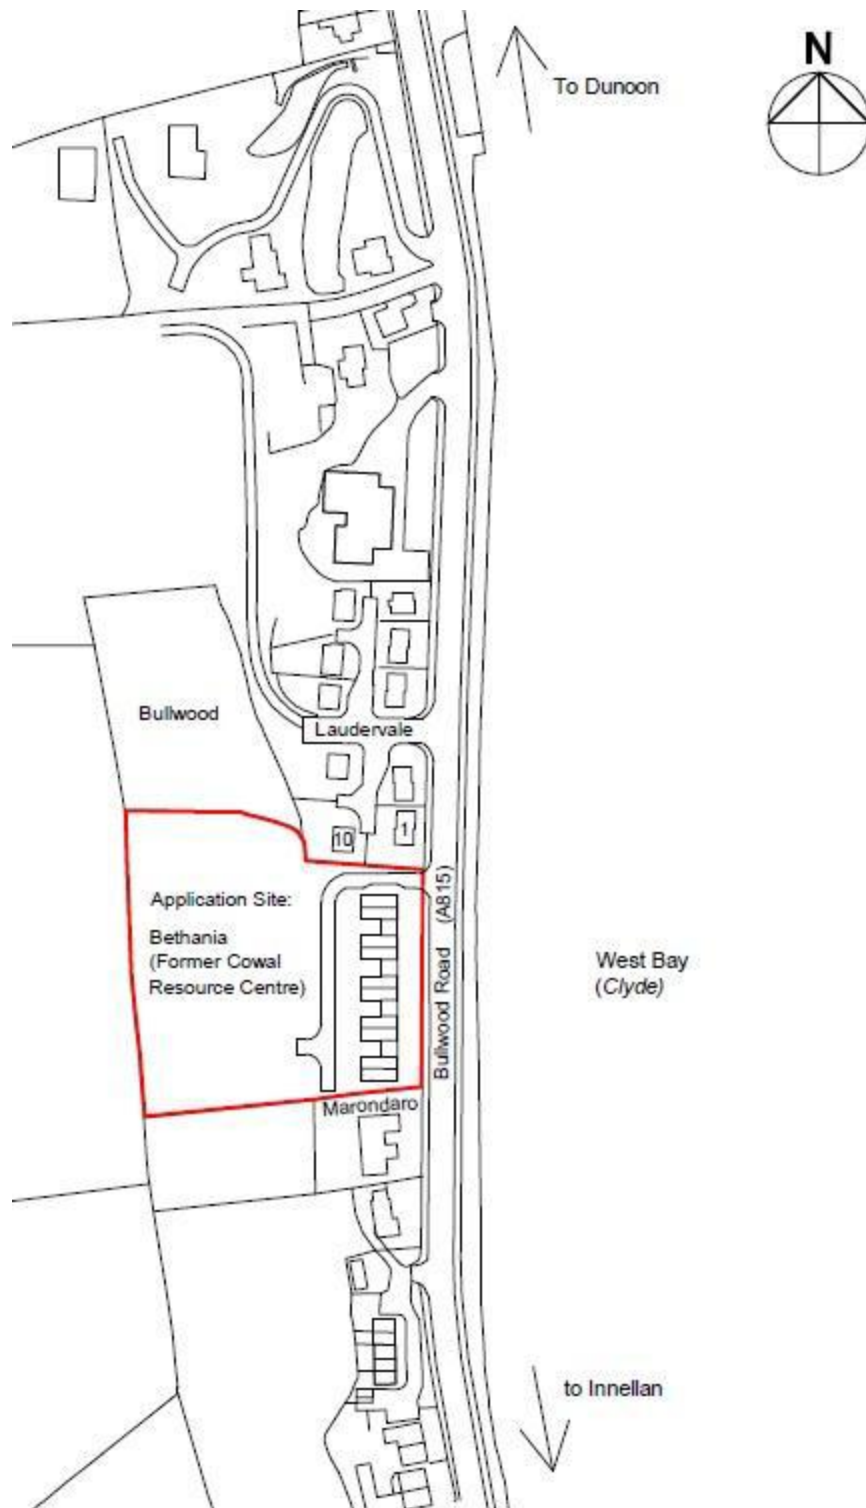 N
To Dunoon
Bullwood
Laudervale
10
1
Application Site:
Bethania
(Former Cowal
Resource Centre)
Bullwood Road (A815)
West Bay
(Clyde)
Marondaro
to Innellan